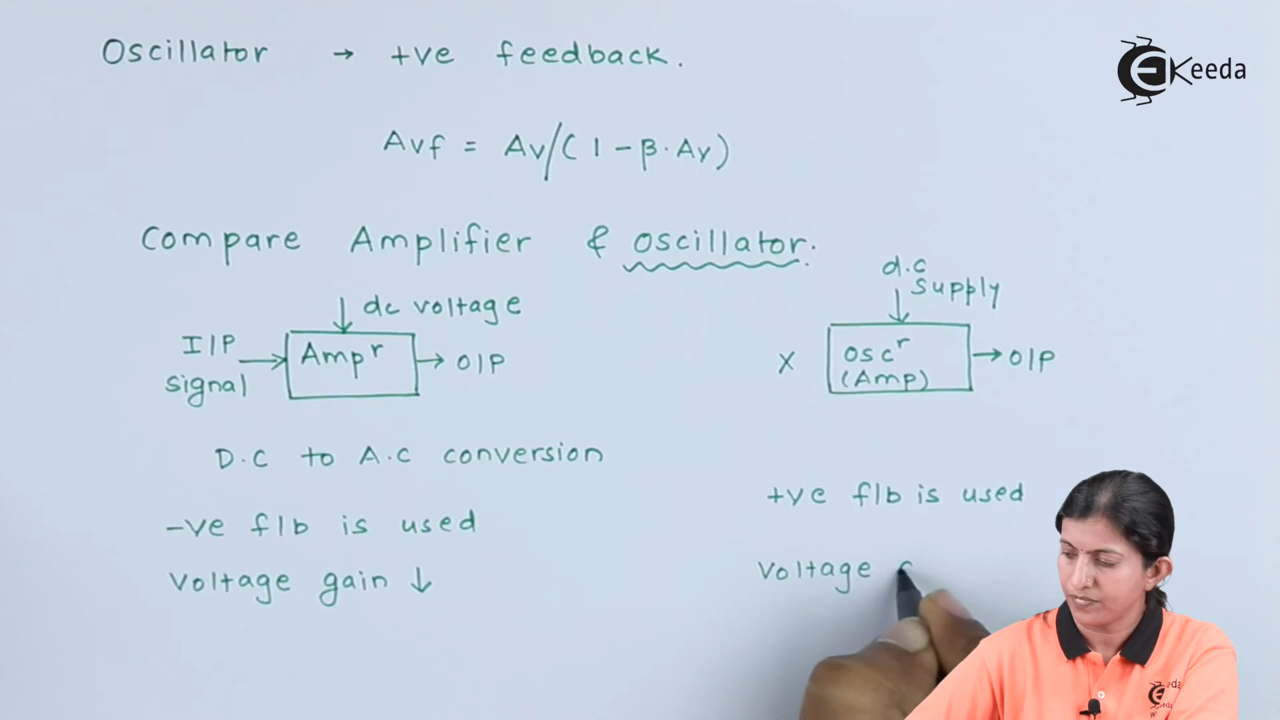 Oscillator → +ve feedback.
EKeeda
Avf = Av/(1-β.Av)
Compare Amplifier & oscillator.
d.c
supply
dc voltage
I/P
signal
Ampʳ
→ O/P
X
oscʳ
(Amp)
→ O/P
D.C to A.C conversion
-ve f/b is used
+ve f/b is used
Voltage gain ↓
Voltage